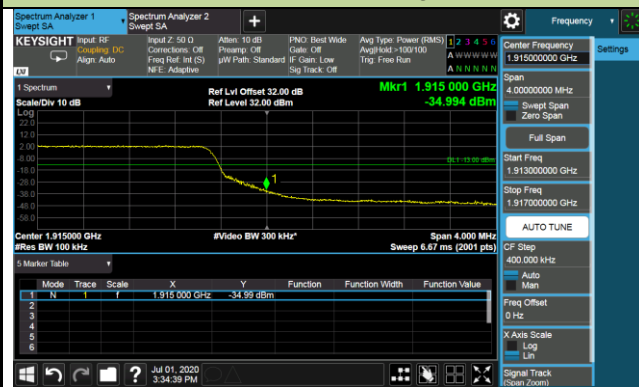 Spectrum Analyzer 1
Swept SA
Spectrum Analyzer 2
Swept SA
+
Frequency
KEYSIGHT
Input: RF
Coupling: DC
Align: Auto
Input Z: 50 Ω
Corrections: Off
Freq Ref: Int (S)
NFE: Adaptive
Atten: 10 dB
Preamp: Off
µW Path: Standard
PNO: Best Wide
Gate: Off
IF Gain: Low
Sig Track: Off
Avg Type: Power (RMS)
Avg|Hold:>100/100
Trig: Free Run
1 2 3 4 5 6
A W W W W W
A N N N N N
LXI
1 Spectrum
Scale/Div 10 dB
Ref Lvl Offset 32.00 dB
Ref Level 32.00 dBm
Mkr1 1.915 000 GHz
-34.994 dBm
Log
22.0
12.0
2.00
-8.00
-18.0
-28.0
-38.0
-48.0
-58.0
DL1 -13.00 dBm
1
Center 1.915000 GHz
#Res BW 100 kHz
#Video BW 300 kHz*
Span 4.000 MHz
Sweep 6.67 ms (2001 pts)
5 Marker Table
Mode Trace Scale X Y Function Function Width Function Value
1 N 1 f 1.915 000 GHz -34.99 dBm
2
3
4
5
6
Center Frequency
1.915000000 GHz
Settings
Span
4.00000000 MHz
Swept Span
Zero Span
Full Span
Start Freq
1.913000000 GHz
Stop Freq
1.917000000 GHz
AUTO TUNE
CF Step
400.000 kHz
Auto
Man
Freq Offset
0 Hz
X Axis Scale
Log
Lin
Signal Track
(Span Zoom)
?
Jul 01, 2020
3:34:39 PM